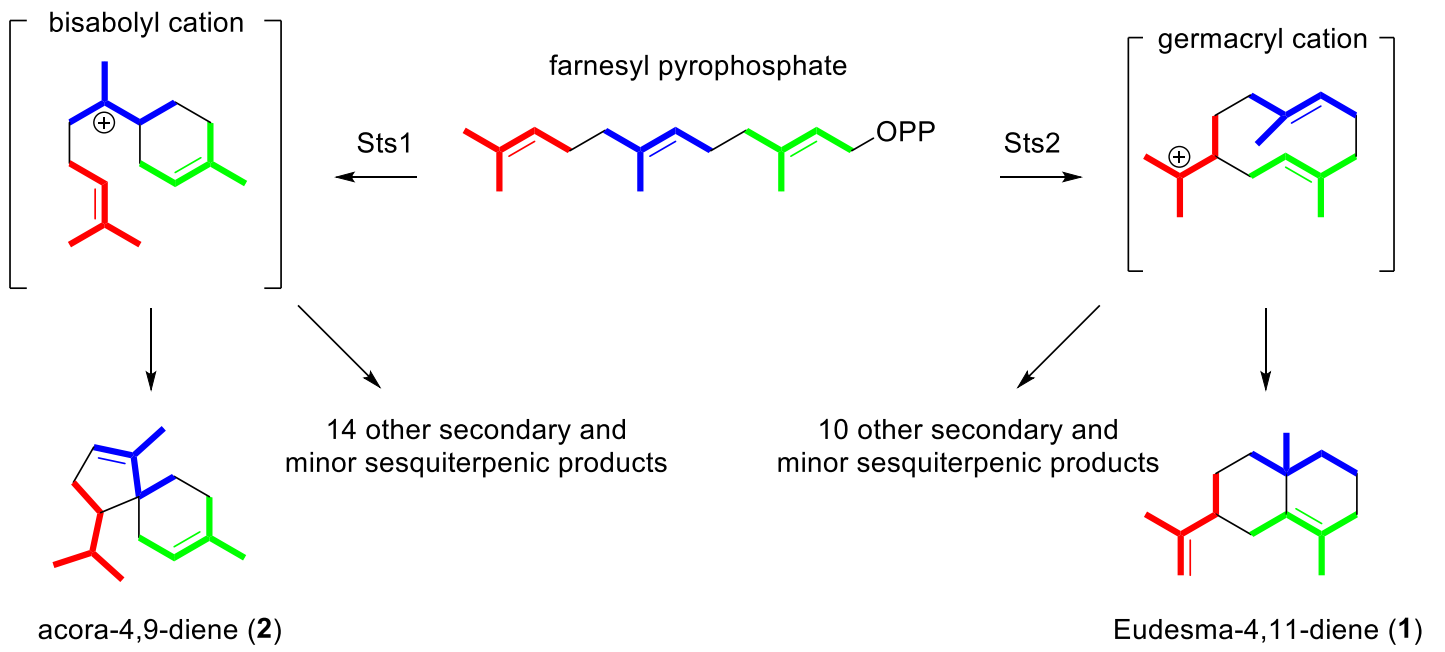 bisabolyl cation
farnesyl pyrophosphate
germacryl cation
Sts1
OPP
Sts2
14 other secondary and
minor sesquiterpenic products
10 other secondary and
minor sesquiterpenic products
acora-4,9-diene (2)
Eudesma-4,11-diene (1)